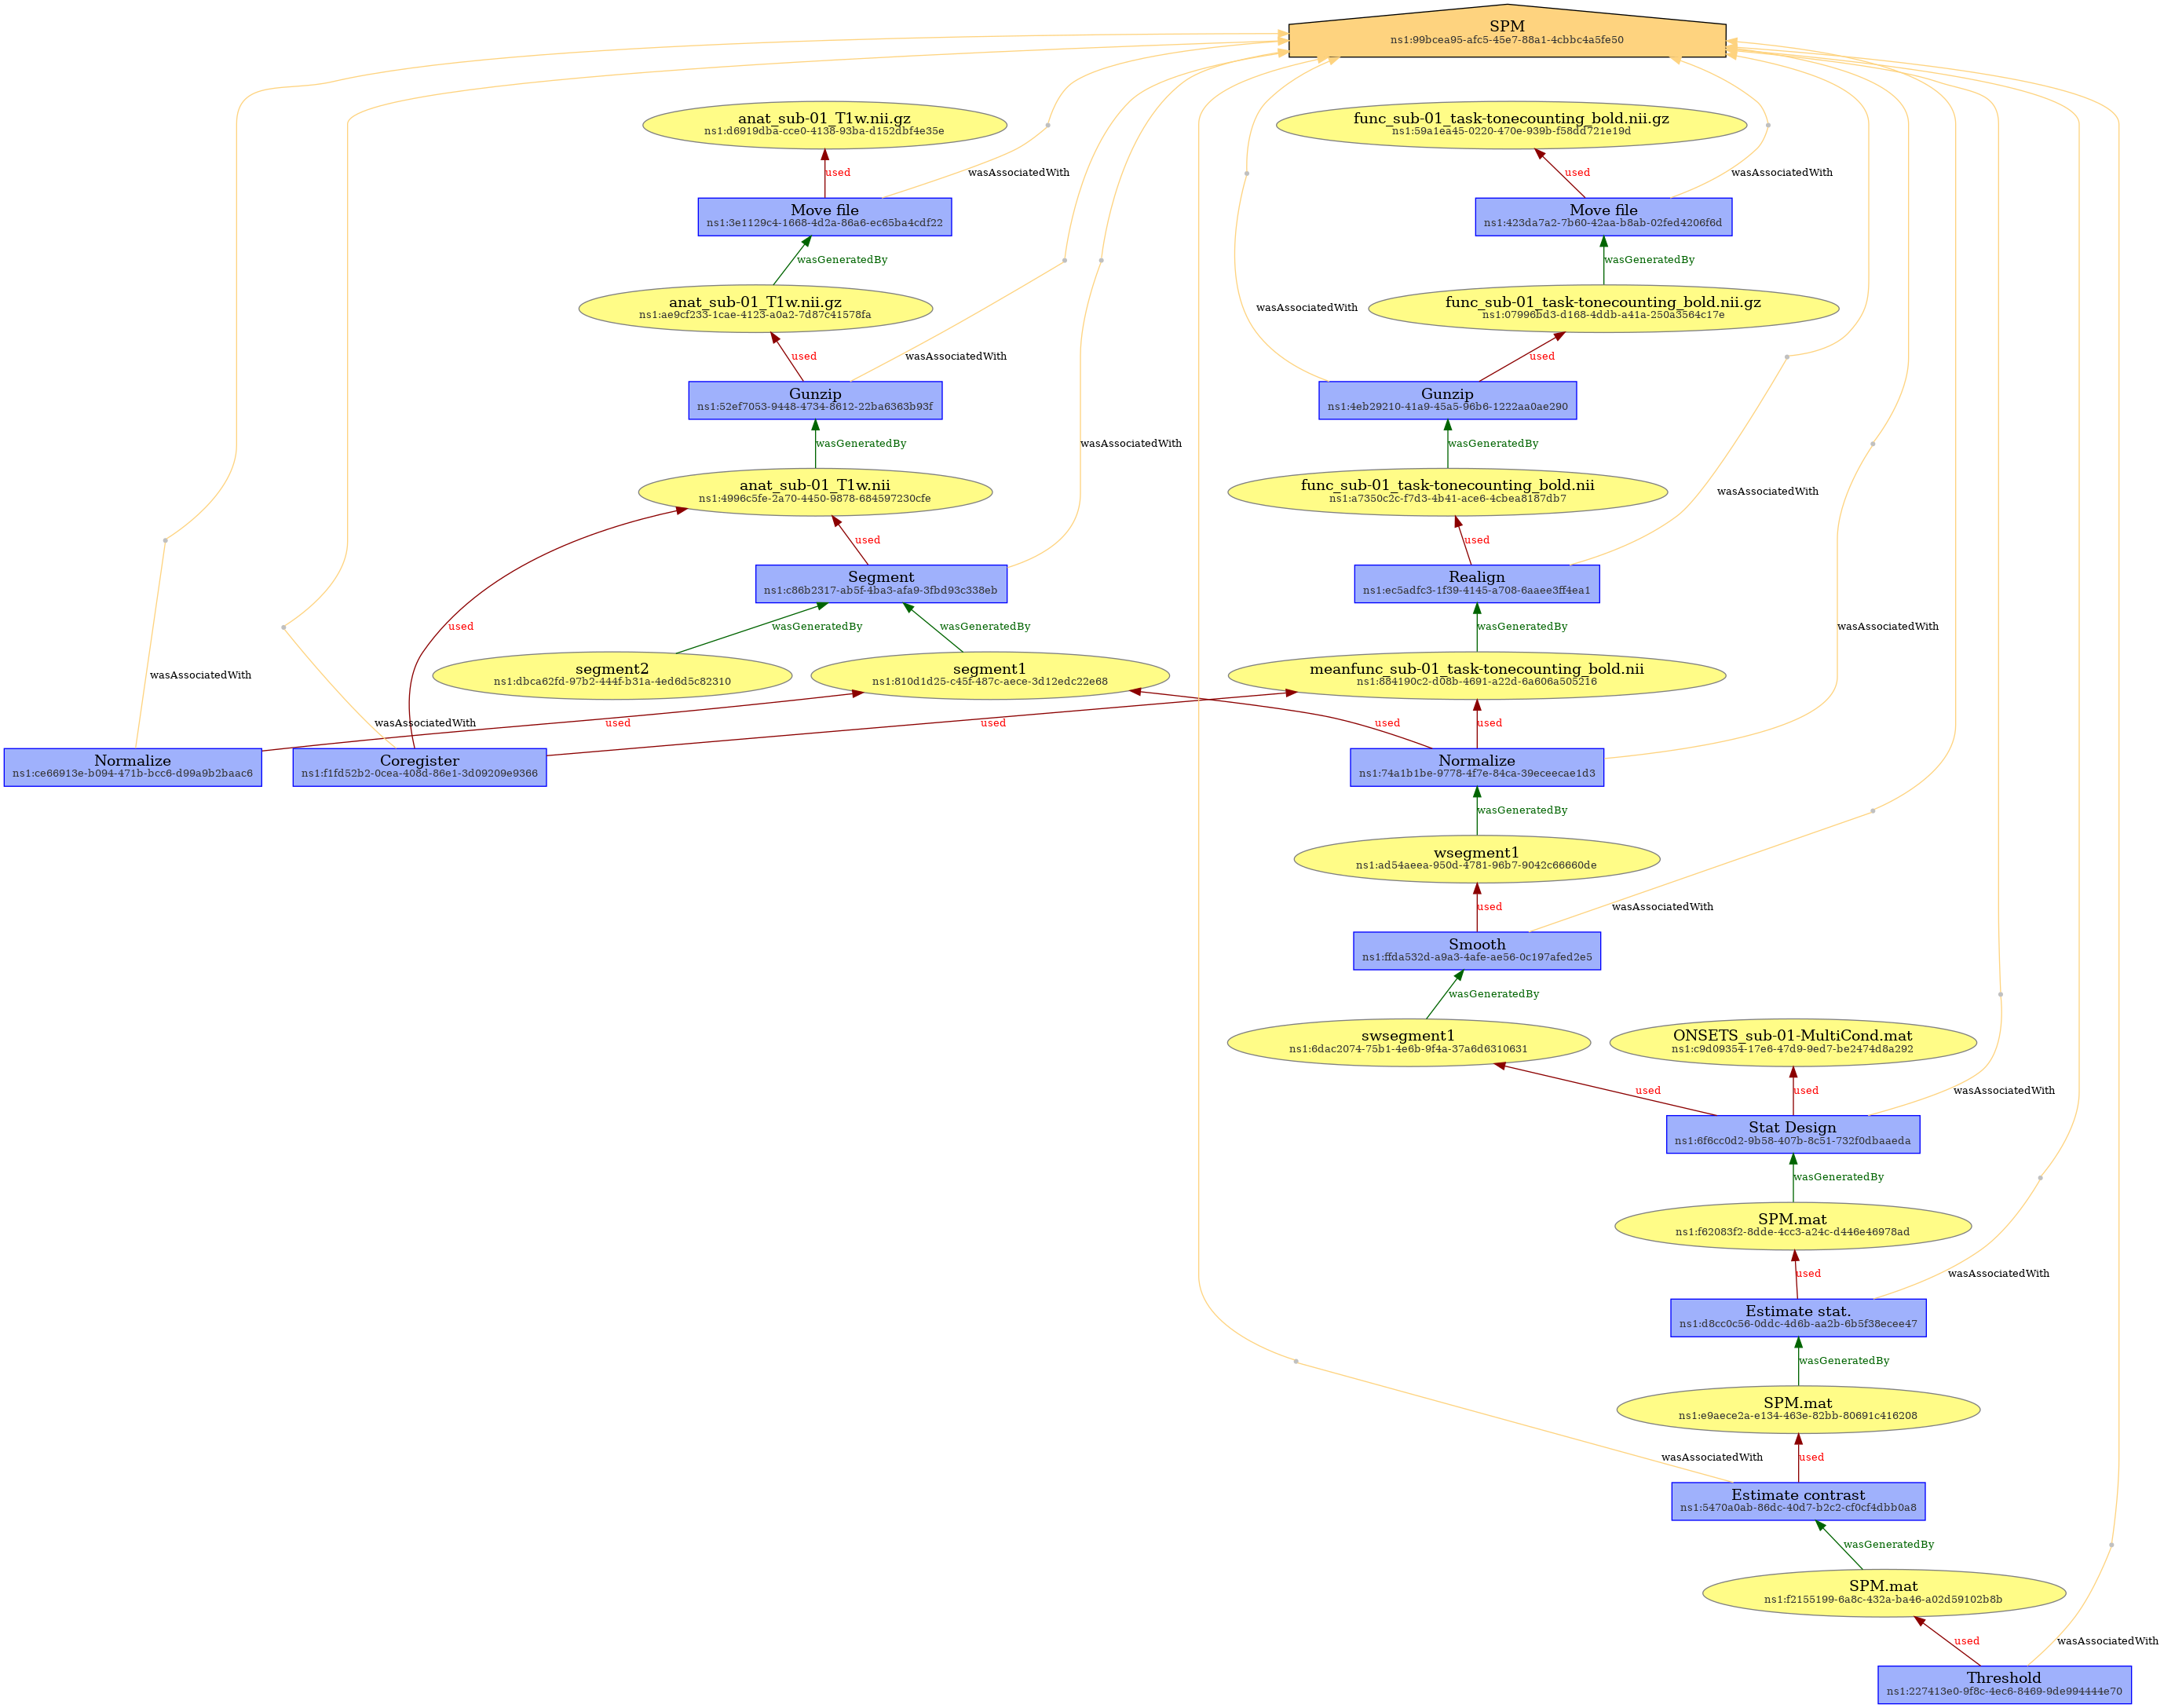 SPM
ns1:99bcea95-afc5-45e7-88a1-4cbbc4a5fe50
anat_sub-01_T1w.nii.gz
ns1:d6919dba-cce0-4138-93ba-d152dbf4e35e
func_sub-01_task-tonecounting_bold.nii.gz
ns1:59a1ea45-0220-470e-939b-f58dd721e19d
used
wasAssociatedWith
used
wasAssociatedWith
Move file
ns1:3e1129c4-1668-4d2a-86a6-ec65ba4cdf22
Move file
ns1:423da7a2-7b60-42aa-b8ab-02fed4206f6d
wasGeneratedBy
wasGeneratedBy
anat_sub-01_T1w.nii.gz
ns1:ae9cf233-1cae-4123-a0a2-7d87c41578fa
wasAssociatedWith
func_sub-01_task-tonecounting_bold.nii.gz
ns1:07996bd3-d168-4ddb-a41a-250a3564c17e
used
wasAssociatedWith
used
Gunzip
ns1:52ef7053-9448-4734-8612-22ba6363b93f
Gunzip
ns1:4eb29210-41a9-45a5-96b6-1222aa0ae290
wasGeneratedBy
wasAssociatedWith
wasGeneratedBy
anat_sub-01_T1w.nii
ns1:4996c5fe-2a70-4450-9878-684597230cfe
func_sub-01_task-tonecounting_bold.nii
ns1:a7350c2c-f7d3-4b41-ace6-4cbea8187db7
wasAssociatedWith
used
used
Segment
ns1:c86b2317-ab5f-4ba3-afa9-3fbd93c338eb
Realign
ns1:ec5adfc3-1f39-4145-a708-6aaee3ff4ea1
used
wasGeneratedBy
wasGeneratedBy
wasGeneratedBy
wasAssociatedWith
wasAssociatedWith
segment2
ns1:dbca62fd-97b2-444f-b31a-4ed6d5c82310
segment1
ns1:810d1d25-c45f-487c-aece-3d12edc22e68
meanfunc_sub-01_task-tonecounting_bold.nii
ns1:884190c2-d08b-4691-a22d-6a606a505216
wasAssociatedWith
used
used
used
used
Normalize
ns1:ce66913e-b094-471b-bcc6-d99a9b2baac6
Coregister
ns1:f1fd52b2-0cea-408d-86e1-3d09209e9366
Normalize
ns1:74a1b1be-9778-4f7e-84ca-39eceecae1d3
wasGeneratedBy
wsegment1
ns1:ad54aeea-950d-4781-96b7-9042c66660de
used
wasAssociatedWith
Smooth
ns1:ffda532d-a9a3-4afe-ae56-0c197afed2e5
wasGeneratedBy
swsegment1
ns1:6dac2074-75b1-4e6b-9f4a-37a6d6310631
ONSETS_sub-01-MultiCond.mat
ns1:c9d09354-17e6-47d9-9ed7-be2474d8a292
used
used
wasAssociatedWith
Stat Design
ns1:6f6cc0d2-9b58-407b-8c51-732f0dbaaeda
wasGeneratedBy
SPM.mat
ns1:f62083f2-8dde-4cc3-a24c-d446e46978ad
used
wasAssociatedWith
Estimate stat.
ns1:d8cc0c56-0ddc-4d6b-aa2b-6b5f38ecee47
wasGeneratedBy
SPM.mat
ns1:e9aece2a-e134-463e-82bb-80691c416208
wasAssociatedWith
used
Estimate contrast
ns1:5470a0ab-86dc-40d7-b2c2-cf0cf4dbb0a8
wasGeneratedBy
SPM.mat
ns1:f2155199-6a8c-432a-ba46-a02d59102b8b
used
wasAssociatedWith
Threshold
ns1:227413e0-9f8c-4ec6-8469-9de994444e70